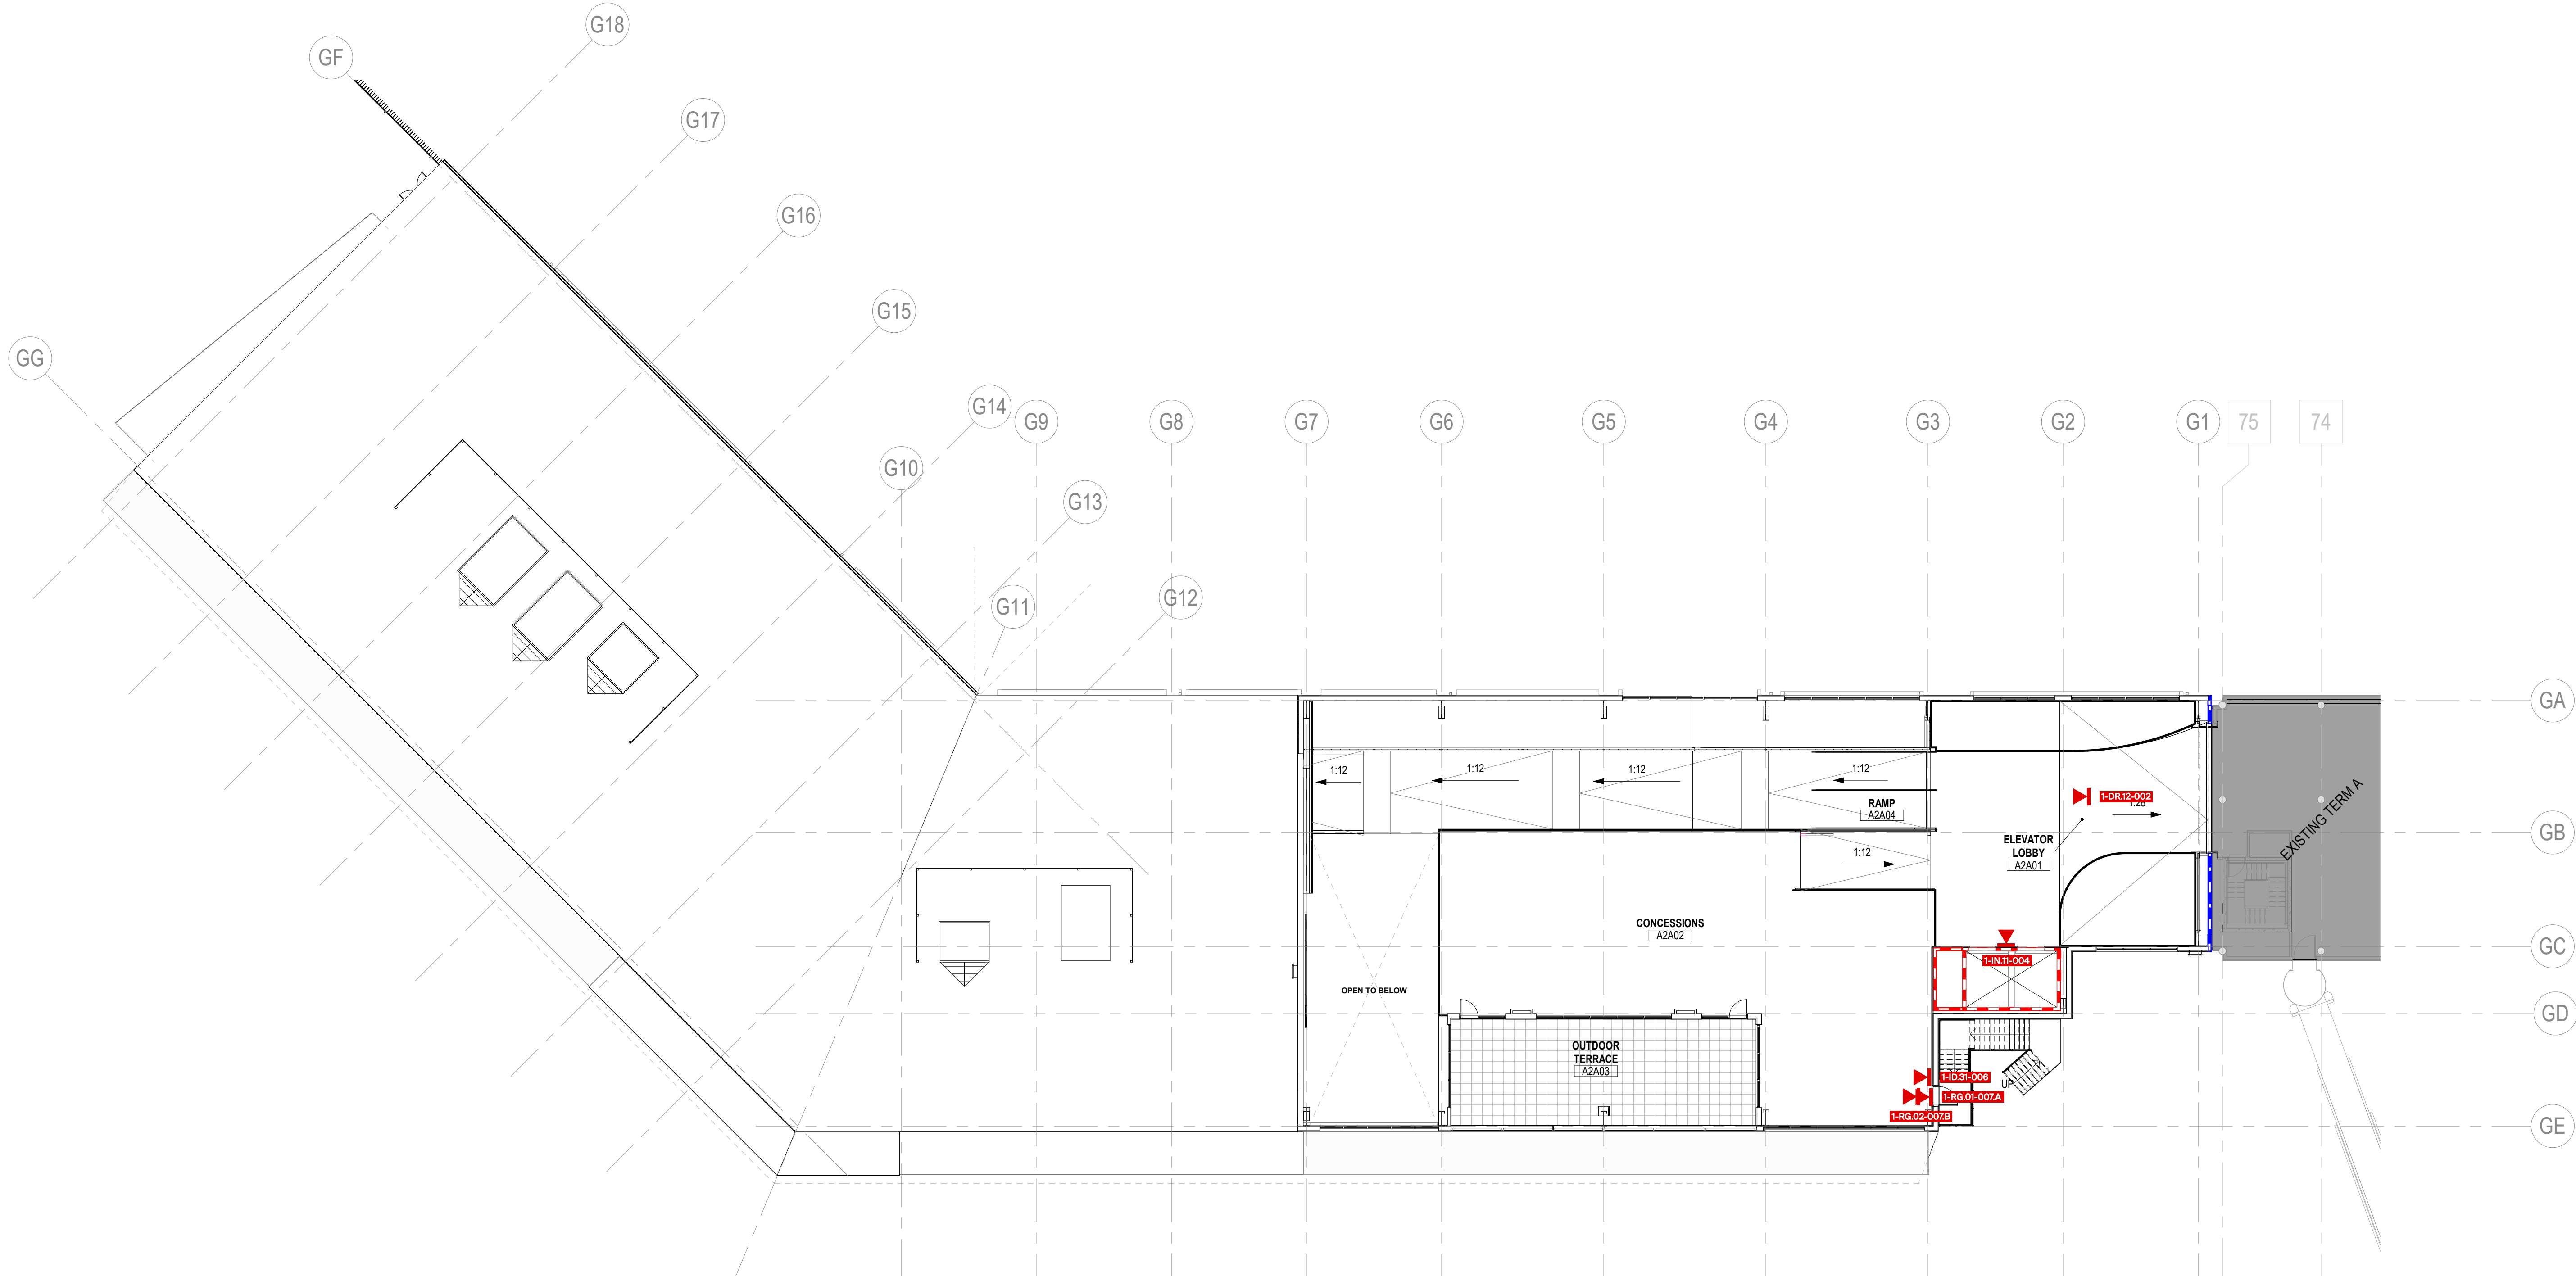 G18
GF
G17
G16
G15
GG
G14
G9
G8
G7
G6
G5
G4
G3
G2
G1
75
74
G10
G13
G12
G11
GA
1:12
1:12
1:12
1:12
RAMP
A2A04
1-DR.12-002
EXISTING TERM A
GB
ELEVATOR
LOBBY
A2A01
1:12
CONCESSIONS
A2A02
GC
1-IN.11-004
OPEN TO BELOW
GD
OUTDOOR
TERRACE
A2A03
1-ID.31-006
UP
1-RG.01-007.A
1-RG.02-007.B
GE